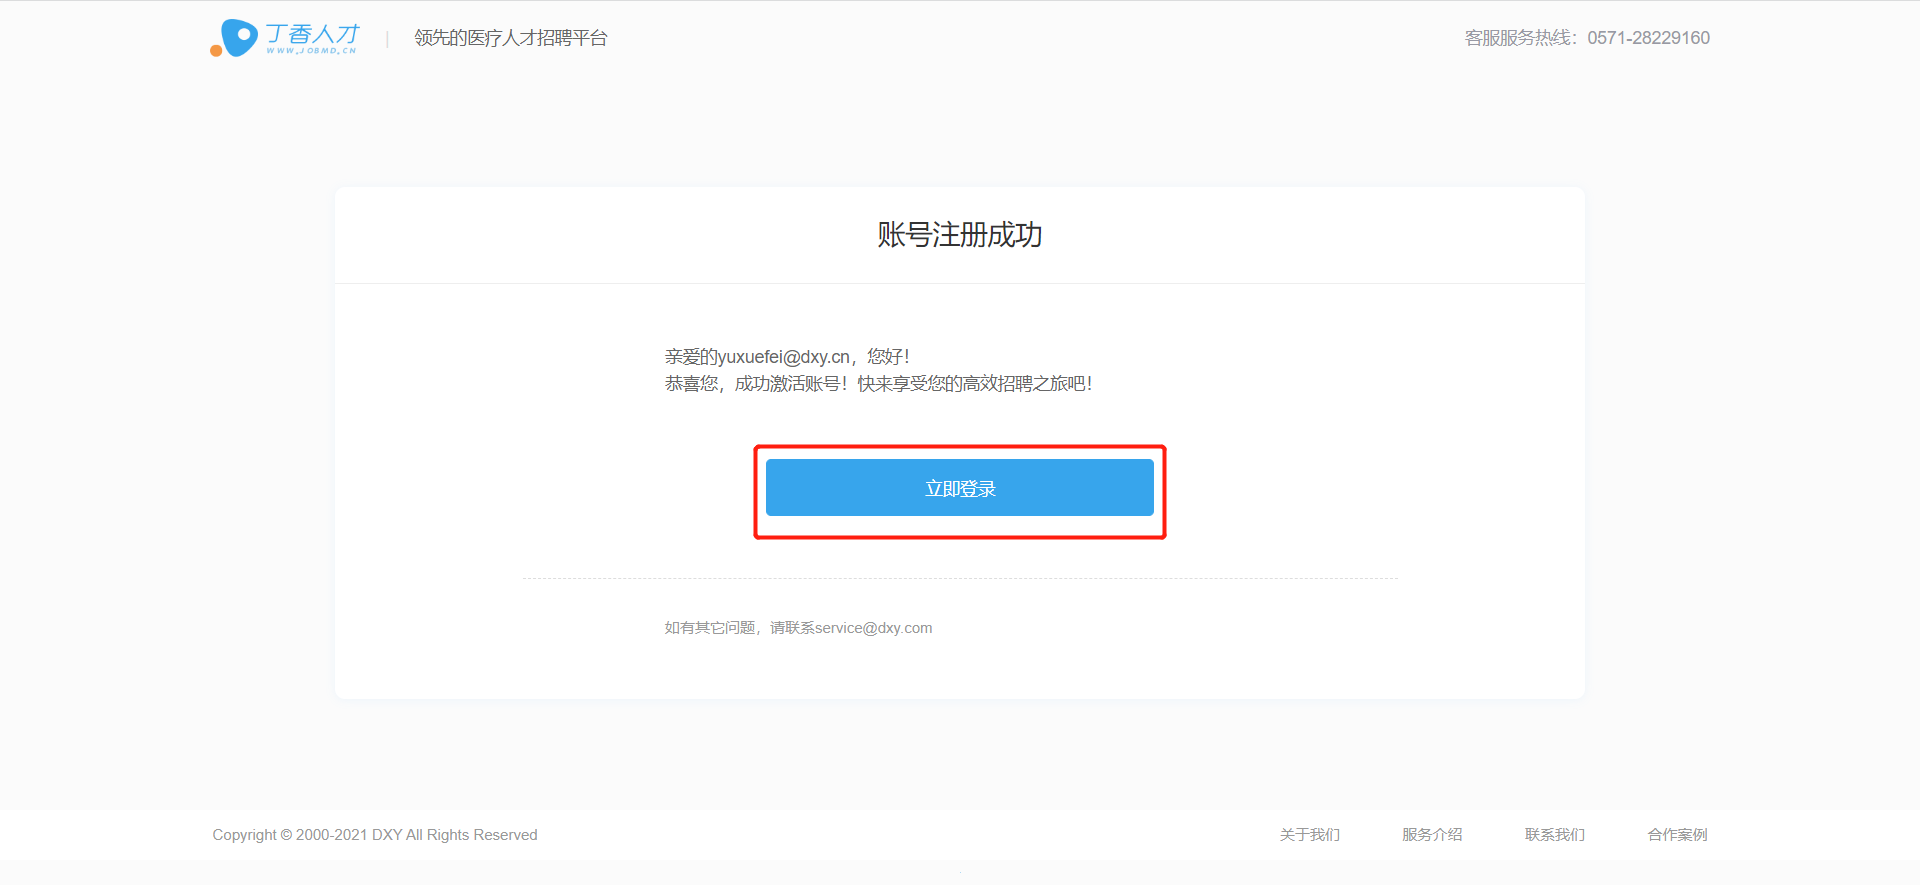 丁香人才
WWW.JOBMD.CN
领先的医疗人才招聘平台
客服服务热线：0571-28229160
账号注册成功
亲爱的yuxuefei@dxy.cn，您好！
恭喜您，成功激活账号！快来享受您的高效招聘之旅吧！
立即登录
如有其它问题，请联系service@dxy.com
Copyright © 2000-2021 DXY All Rights Reserved
关于我们
服务介绍
联系我们
合作案例